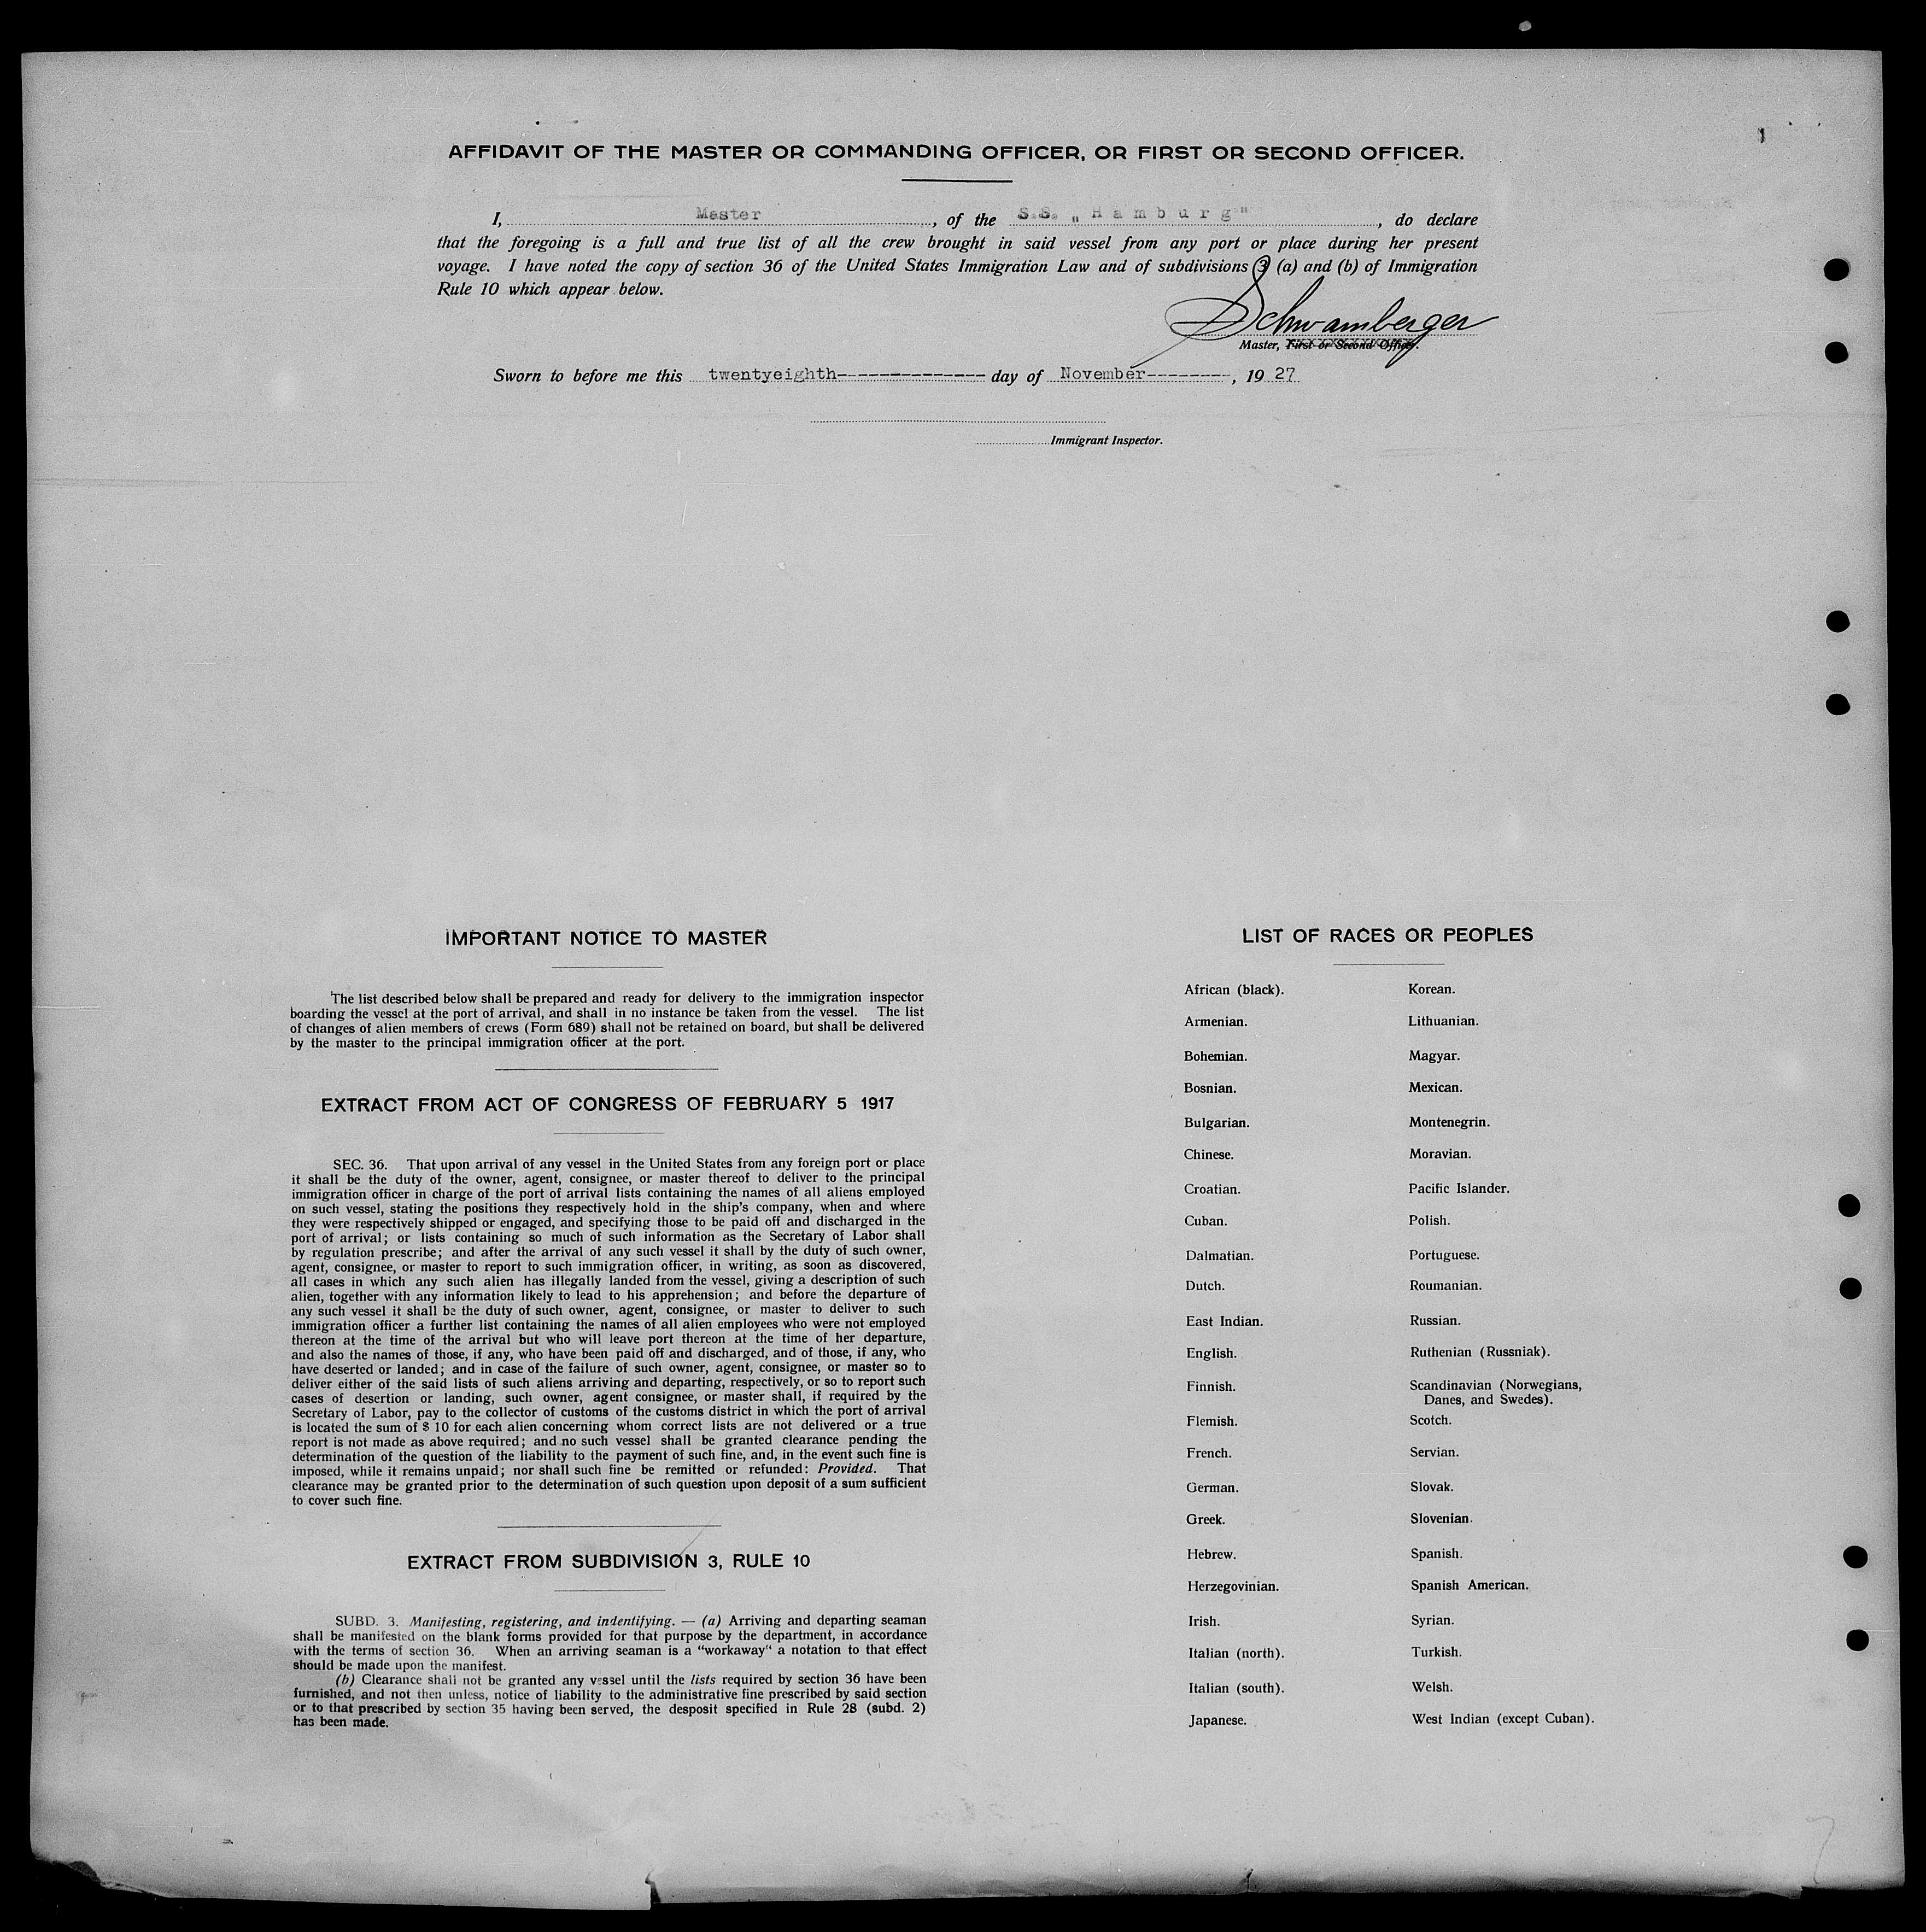 AFFIDAVIT OF THE MASTER OR COMMANDING OFFICER, OR FIRST OR SECOND OFFICER.
I, Master, of the S.S. „Hamburg", do declare
that the foregoing is a full and true list of all the crew brought in said vessel from any port or place during her present
voyage. I have noted the copy of section 36 of the United States Immigration Law and of subdivisions 3 (a) and (b) of Immigration
Rule 10 which appear below.
Schwamberger
Master, First or Second Officer.
Sworn to before me this twentyeighth-------------- day of November--------, 19 27
Immigrant Inspector.
IMPORTANT NOTICE TO MASTER
The list described below shall be prepared and ready for delivery to the immigration inspector
boarding the vessel at the port of arrival, and shall in no instance be taken from the vessel. The list
of changes of alien members of crews (Form 689) shall not be retained on board, but shall be delivered
by the master to the principal immigration officer at the port.
EXTRACT FROM ACT OF CONGRESS OF FEBRUARY 5 1917
SEC. 36. That upon arrival of any vessel in the United States from any foreign port or place
it shall be the duty of the owner, agent, consignee, or master thereof to deliver to the principal
immigration officer in charge of the port of arrival lists containing the names of all aliens employed
on such vessel, stating the positions they respectively hold in the ship's company, when and where
they were respectively shipped or engaged, and specifying those to be paid off and discharged in the
port of arrival; or lists containing so much of such information as the Secretary of Labor shall
by regulation prescribe; and after the arrival of any such vessel it shall by the duty of such owner,
agent, consignee, or master to report to such immigration officer, in writing, as soon as discovered,
all cases in which any such alien has illegally landed from the vessel, giving a description of such
alien, together with any information likely to lead to his apprehension; and before the departure of
any such vessel it shall be the duty of such owner, agent, consignee, or master to deliver to such
immigration officer a further list containing the names of all alien employees who were not employed
thereon at the time of the arrival but who will leave port thereon at the time of her departure,
and also the names of those, if any, who have been paid off and discharged, and of those, if any, who
have deserted or landed; and in case of the failure of such owner, agent, consignee, or master so to
deliver either of the said lists of such aliens arriving and departing, respectively, or so to report such
cases of desertion or landing, such owner, agent consignee, or master shall, if required by the
Secretary of Labor, pay to the collector of customs of the customs district in which the port of arrival
is located the sum of $ 10 for each alien concerning whom correct lists are not delivered or a true
report is not made as above required; and no such vessel shall be granted clearance pending the
determination of the question of the liability to the payment of such fine, and, in the event such fine is
imposed, while it remains unpaid; nor shall such fine be remitted or refunded: Provided. That
clearance may be granted prior to the determination of such question upon deposit of a sum sufficient
to cover such fine.
EXTRACT FROM SUBDIVISION 3, RULE 10
SUBD. 3. Manifesting, registering, and indentifying. — (a) Arriving and departing seaman
shall be manifested on the blank forms provided for that purpose by the department, in accordance
with the terms of section 36. When an arriving seaman is a "workaway" a notation to that effect
should be made upon the manifest.
(b) Clearance shall not be granted any vessel until the lists required by section 36 have been
furnished, and not then unless, notice of liability to the administrative fine prescribed by said section
or to that prescribed by section 35 having been served, the desposit specified in Rule 28 (subd. 2)
has been made.
LIST OF RACES OR PEOPLES
African (black).
Armenian.
Bohemian.
Bosnian.
Bulgarian.
Chinese.
Croatian.
Cuban.
Dalmatian.
Dutch.
East Indian.
English.
Finnish.
Flemish.
French.
German.
Greek.
Hebrew.
Herzegovinian.
Irish.
Italian (north).
Italian (south).
Japanese.
Korean.
Lithuanian.
Magyar.
Mexican.
Montenegrin.
Moravian.
Pacific Islander.
Polish.
Portuguese.
Roumanian.
Russian.
Ruthenian (Russniak).
Scandinavian (Norwegians,
Danes, and Swedes).
Scotch.
Servian.
Slovak.
Slovenian.
Spanish.
Spanish American.
Syrian.
Turkish.
Welsh.
West Indian (except Cuban).